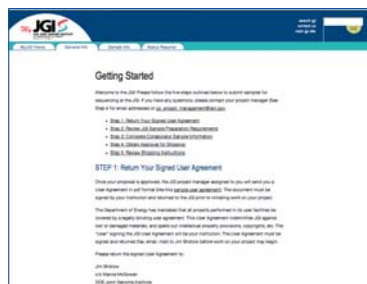 My JGI
search jgi
contact us
main jgi site
MyJGI Home
General Info
Sample Info
Status Reports
Getting Started
Welcome to the JGI! Please follow the five steps outlined below to submit samples for
sequencing at the JGI. If you have any questions, please contact your project manager (See
Step 4 for email addresses) or
Step 1: Return Your Signed User Agreement
Step 2: Review JGI Sample Preparation Requirements
Step 3: Complete Collaborator Sample Information
Step 4: Obtain Approval for Shipping
Step 5: Review Shipping Instructions
STEP 1: Return Your Signed User Agreement
Once your proposal is approved, the JGI project manager assigned to you will send you a
User Agreement in pdf format (like this sample user agreement). The document must be
signed by your institution and returned to the JGI prior to initiating work on your project.
The Department of Energy has mandated that all projects performed in its user facilities be
covered by a legally binding user agreement. This User Agreement indemnifies JGI against
lost or damaged materials, and spells out intellectual property provisions, copyrights, etc. The
"User" signing the JGI User Agreement will be your institution. The User Agreement must be
signed and returned (fax, email, mail) to Jim Bristow before work on your project may begin.
Please return the signed User Agreement to:
Jim Bristow
c/o Marcia McGowan
DOE Joint Genome Institute